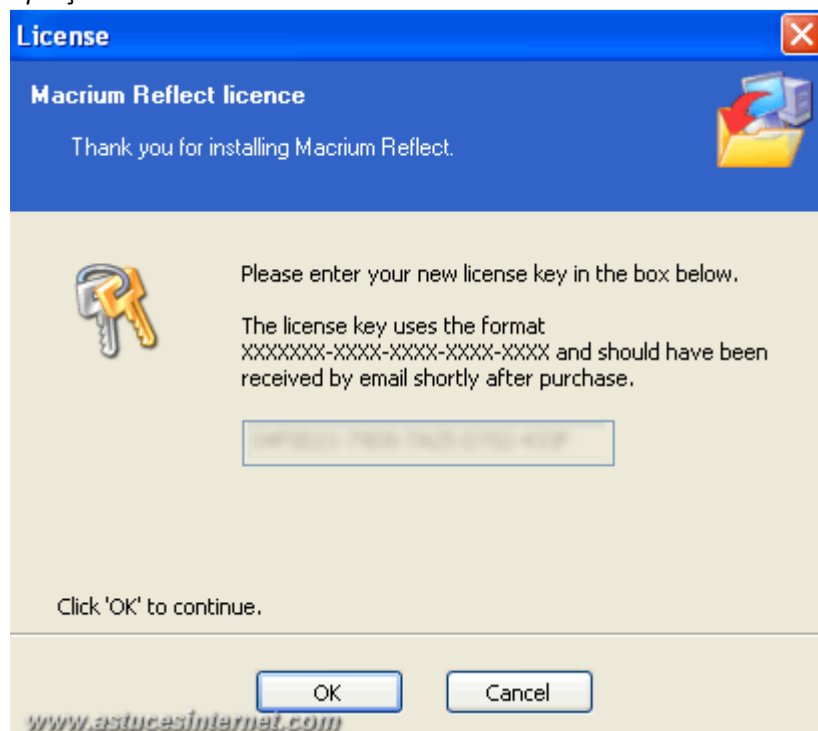 License
Macrium Reflect licence
Thank you for installing Macrium Reflect.
Please enter your new license key in the box below.
The license key uses the format
XXXXXXX-XXXX-XXXX-XXXX-XXXX and should have been
received by email shortly after purchase.
Click 'OK' to continue.
OK
Cancel
www.astucesinternet.com